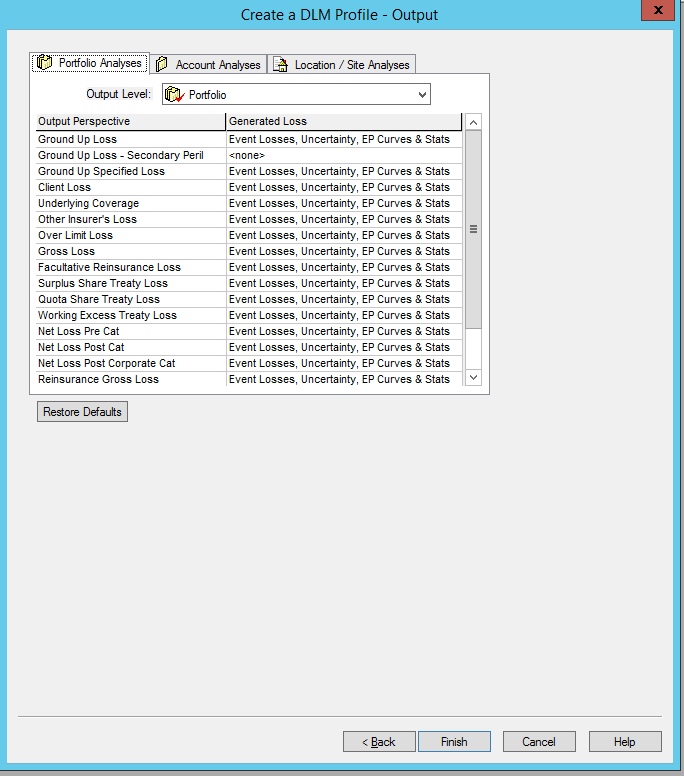 Create a DLM Profile - Output
x
Portfolio Analyses Account Analyses Location / Site Analyses
Output Level: Portfolio
Output Perspective Generated Loss
Ground Up Loss Event Losses, Uncertainty, EP Curves & Stats
Ground Up Loss - Secondary Peril <none>
Ground Up Specified Loss Event Losses, Uncertainty, EP Curves & Stats
Client Loss Event Losses, Uncertainty, EP Curves & Stats
Underlying Coverage Event Losses, Uncertainty, EP Curves & Stats
Other Insurer's Loss Event Losses, Uncertainty, EP Curves & Stats
Over Limit Loss Event Losses, Uncertainty, EP Curves & Stats
Gross Loss Event Losses, Uncertainty, EP Curves & Stats
Facultative Reinsurance Loss Event Losses, Uncertainty, EP Curves & Stats
Surplus Share Treaty Loss Event Losses, Uncertainty, EP Curves & Stats
Quota Share Treaty Loss Event Losses, Uncertainty, EP Curves & Stats
Working Excess Treaty Loss Event Losses, Uncertainty, EP Curves & Stats
Net Loss Pre Cat Event Losses, Uncertainty, EP Curves & Stats
Net Loss Post Cat Event Losses, Uncertainty, EP Curves & Stats
Net Loss Post Corporate Cat Event Losses, Uncertainty, EP Curves & Stats
Reinsurance Gross Loss Event Losses, Uncertainty, EP Curves & Stats
Restore Defaults
< Back Finish Cancel Help